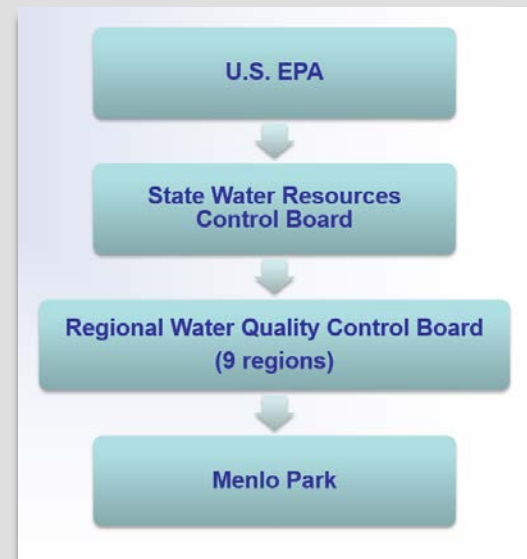 U.S. EPA
State Water Resources
Control Board
Regional Water Quality Control Board
(9 regions)
Menlo Park